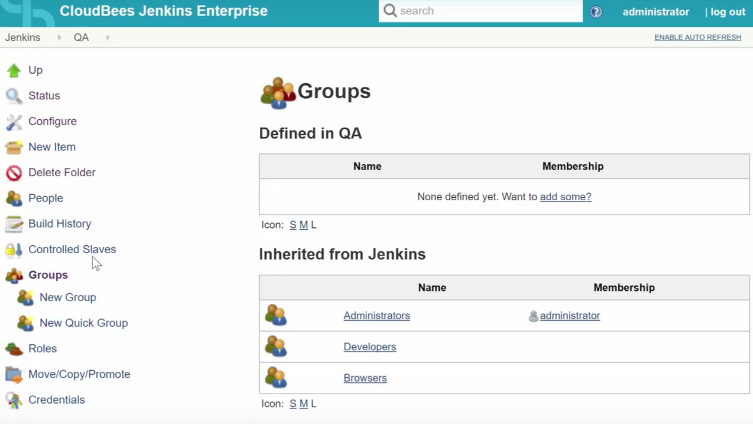 CloudBees Jenkins Enterprise
search
administrator | log out
Jenkins QA
ENABLE AUTO REFRESH
Up
Status
Configure
New Item
Delete Folder
People
Build History
Controlled Slaves
Groups
New Group
New Quick Group
Roles
Move/Copy/Promote
Credentials
Groups
Defined in QA
Name Membership
None defined yet. Want to add some?
Icon: S M L
Inherited from Jenkins
Name Membership
Administrators administrator
Developers
Browsers
Icon: S M L